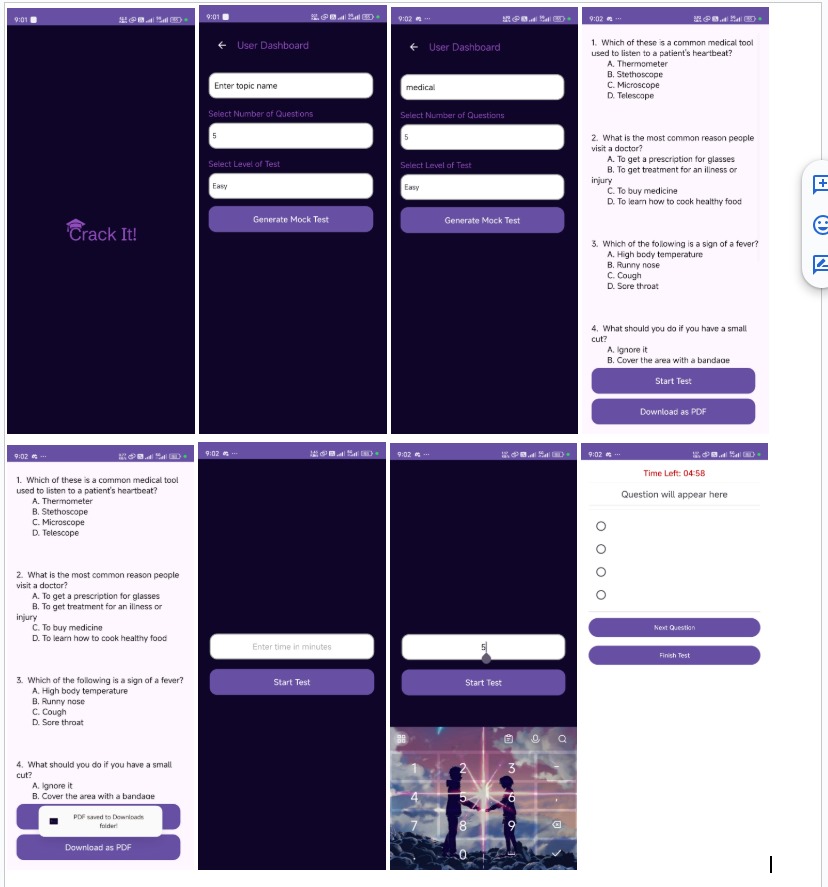 9:01
Crack It!
9:01
User Dashboard
Enter topic name
Select Number of Questions
5
Select Level of Test
Easy
Generate Mock Test
9:02
User Dashboard
medical
Select Number of Questions
5
Select Level of Test
Easy
Generate Mock Test
9:02
1. Which of these is a common medical tool
used to listen to a patient's heartbeat?
A. Thermometer
B. Stethoscope
C. Microscope
D. Telescope
2. What is the most common reason people
visit a doctor?
A. To get a prescription for glasses
B. To get treatment for an illness or
injury
C. To buy medicine
D. To learn how to cook healthy food
3. Which of the following is a sign of a fever?
A. High body temperature
B. Runny nose
C. Cough
D. Sore throat
4. What should you do if you have a small
cut?
A. Ignore it
B. Cover the area with a bandage
Start Test
Download as PDF
9:02
1. Which of these is a common medical tool
used to listen to a patient's heartbeat?
A. Thermometer
B. Stethoscope
C. Microscope
D. Telescope
2. What is the most common reason people
visit a doctor?
A. To get a prescription for glasses
B. To get treatment for an illness or
injury
C. To buy medicine
D. To learn how to cook healthy food
3. Which of the following is a sign of a fever?
A. High body temperature
B. Runny nose
C. Cough
D. Sore throat
4. What should you do if you have a small
cut?
A. Ignore it
B. Cover the area with a bandage
PDF saved to Downloads
folder!
Download as PDF
9:02
Enter time in minutes
Start Test
9:02
5
Start Test
1 2 3 -
4 5 6 ,
7 8 9
. 0
9:02
Time Left: 04:58
Question will appear here
Next Question
Finish Test